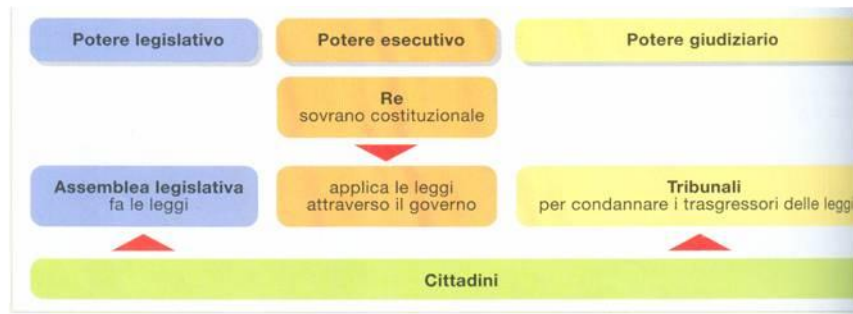 Potere legislativo
Potere esecutivo
Potere giudiziario
Re
sovrano costituzionale
Assemblea legislativa
fa le leggi
applica le leggi
attraverso il governo
Tribunali
per condannare i trasgressori delle leggi
Cittadini